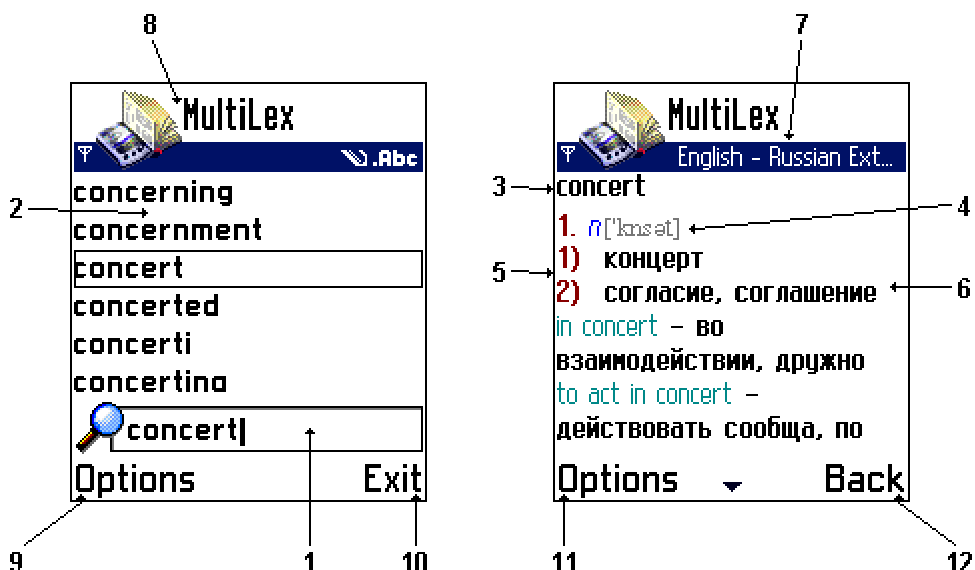 8
7
MultiLex
.Abc
concerning
2
concernment
concert
concerted
concerti
concertina
concert
Options Exit
9
1
10
MultiLex
English - Russian Ext...
3
concert
4
1. n['knsət]
5
1) концерт
2) согласие, соглашение
6
in concert - во
взаимодействии, дружно
to act in concert -
действовать сообща, по
Options Back
11
12